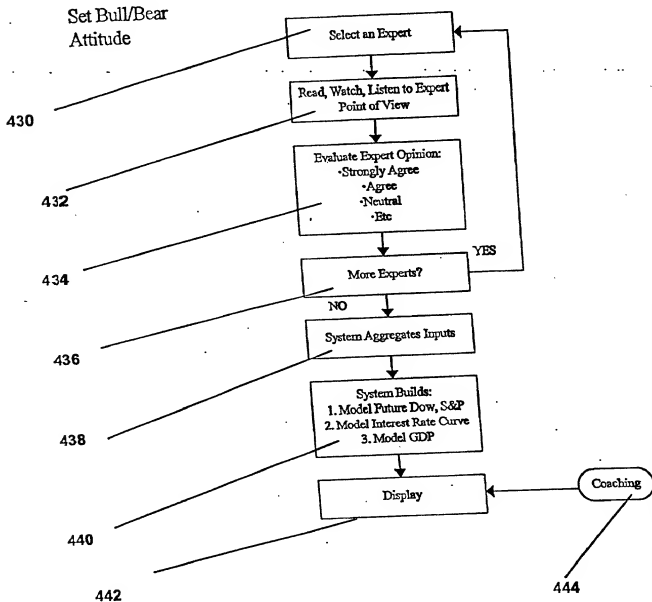 Set Bull/Bear
Attitude
Select an Expert
430
Read, Watch, Listen to Expert
Point of View
432
Evaluate Expert Opinion:
·Strongly Agree
·Agree
·Neutral
·Etc
434
More Experts?
YES
NO
436
System Aggregates Inputs
438
System Builds:
1. Model Future Dow, S&P
2. Model Interest Rate Curve
3. Model GDP
440
Display
Coaching
442
444